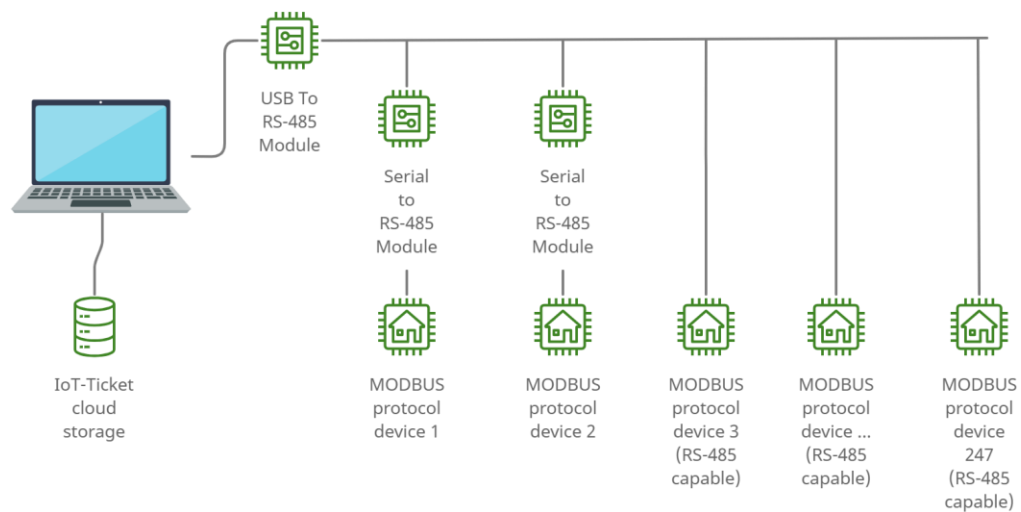 USB To
RS-485
Module
Serial
to
RS-485
Module
Serial
to
RS-485
Module
IoT-Ticket
cloud
storage
MODBUS
protocol
device 1
MODBUS
protocol
device 2
MODBUS
protocol
device 3
(RS-485
capable)
MODBUS
protocol
device ...
(RS-485
capable)
MODBUS
protocol
device
247
(RS-485
capable)